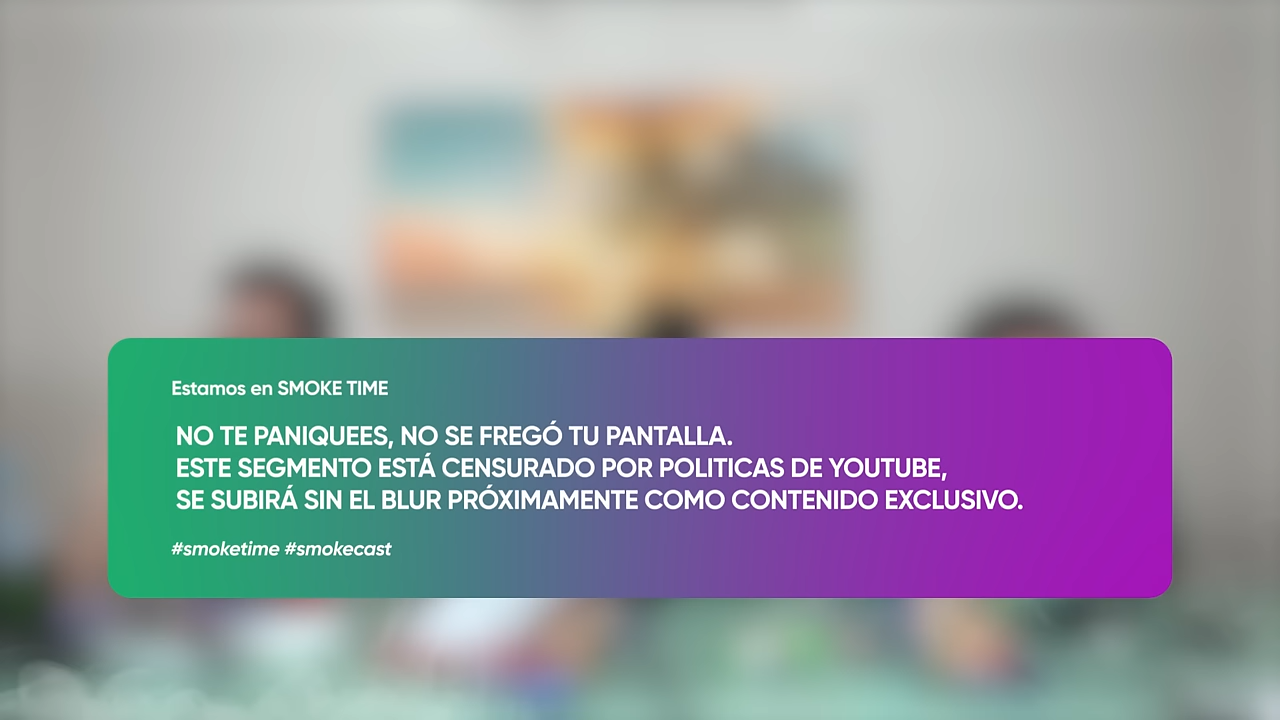 Estamos en SMOKE TIME
NO TE PANIQUEES, NO SE FREGÓ TU PANTALLA.
ESTE SEGMENTO ESTÁ CENSURADO POR POLITICAS DE YOUTUBE,
SE SUBIRÁ SIN EL BLUR PRÓXIMAMENTE COMO CONTENIDO EXCLUSIVO.
#smoketime #smokecast